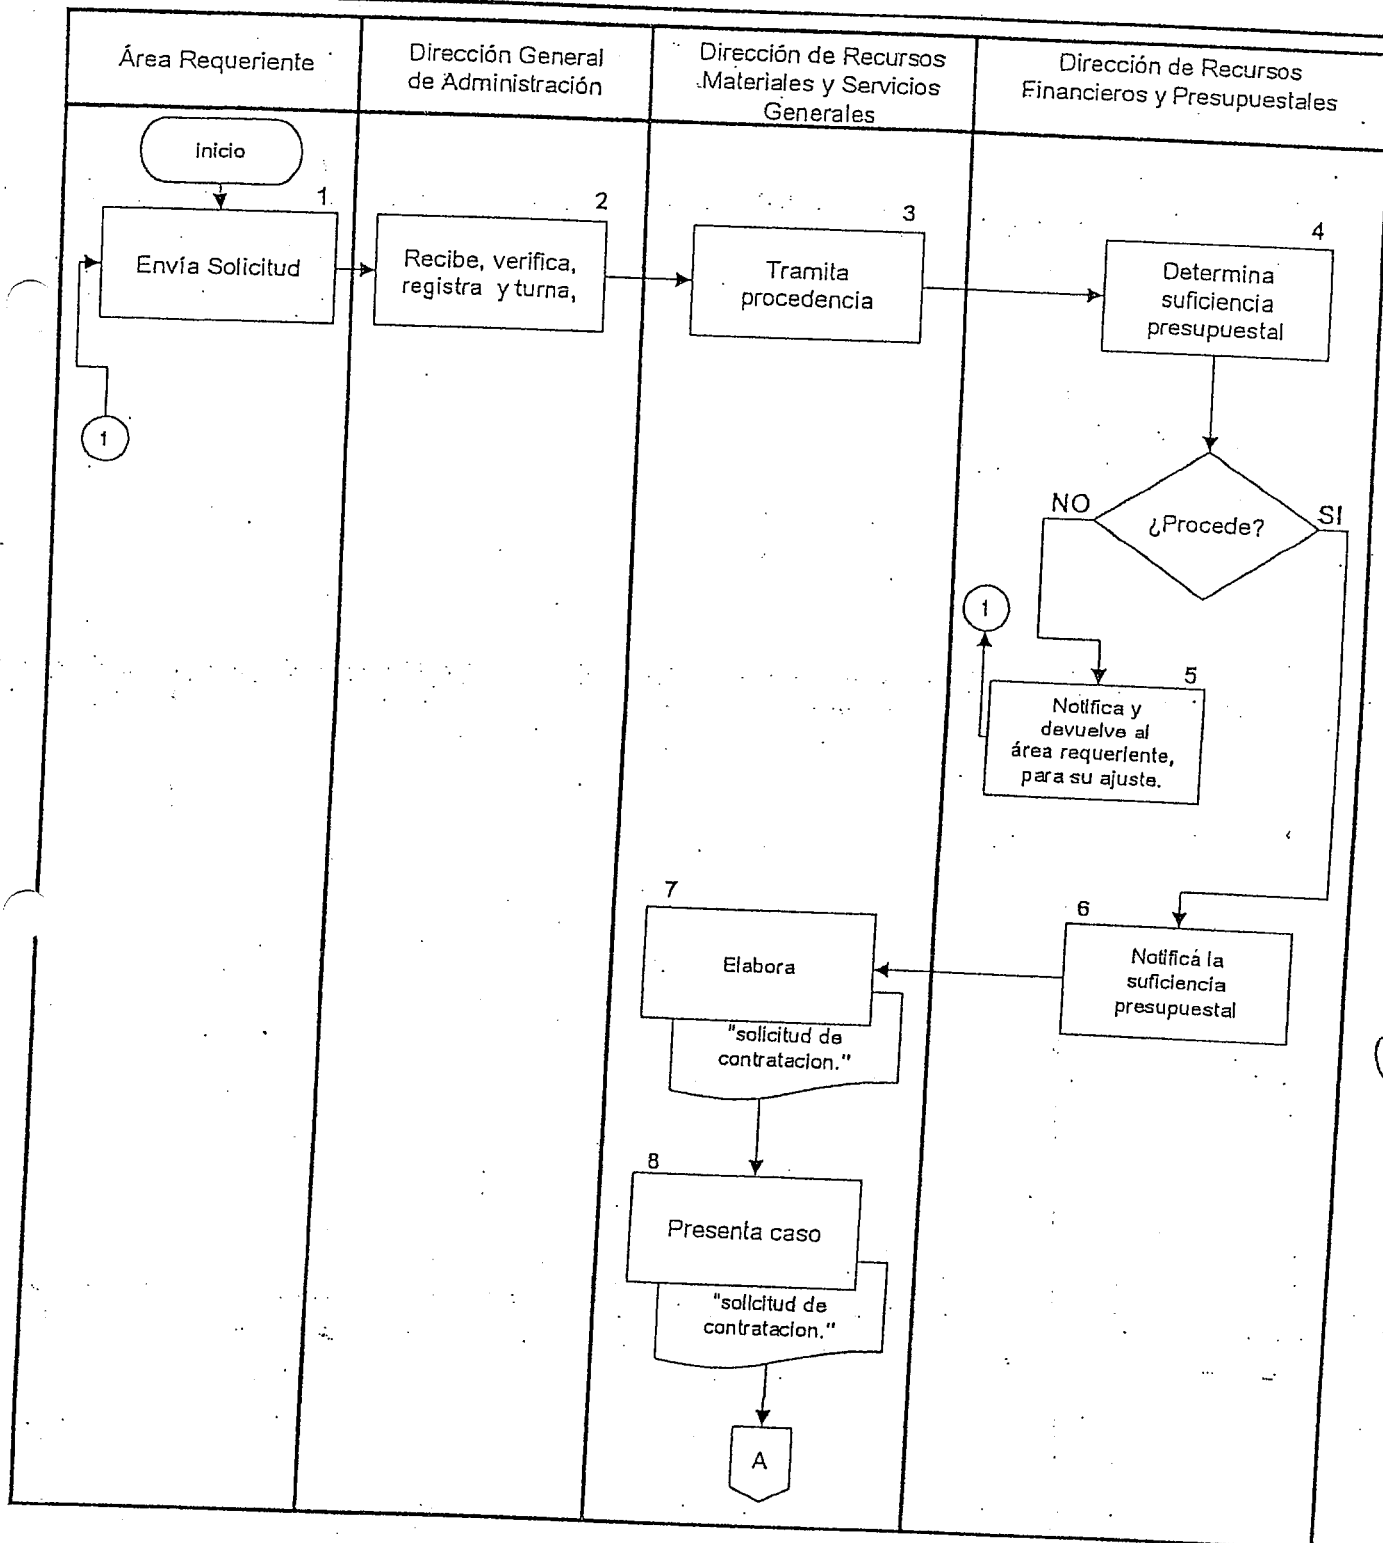 Área Requeriente
Dirección General
de Administración
Dirección de Recursos
Materiales y Servicios
Generales
Dirección de Recursos
Financieros y Presupuestales
inicio
1
Envía Solicitud
2
Recibe, verifica,
registra y turna,
3
Tramita
procedencia
4
Determina
suficiencia
presupuestal
1
NO
¿Procede?
SI
1
5
Notifica y
devuelve al
área requeriente,
para su ajuste.
6
Notificá la
suficiencia
presupuestal
7
Elabora
"solicitud de
contratacion."
8
Presenta caso
"solicitud de
contratacion."
A